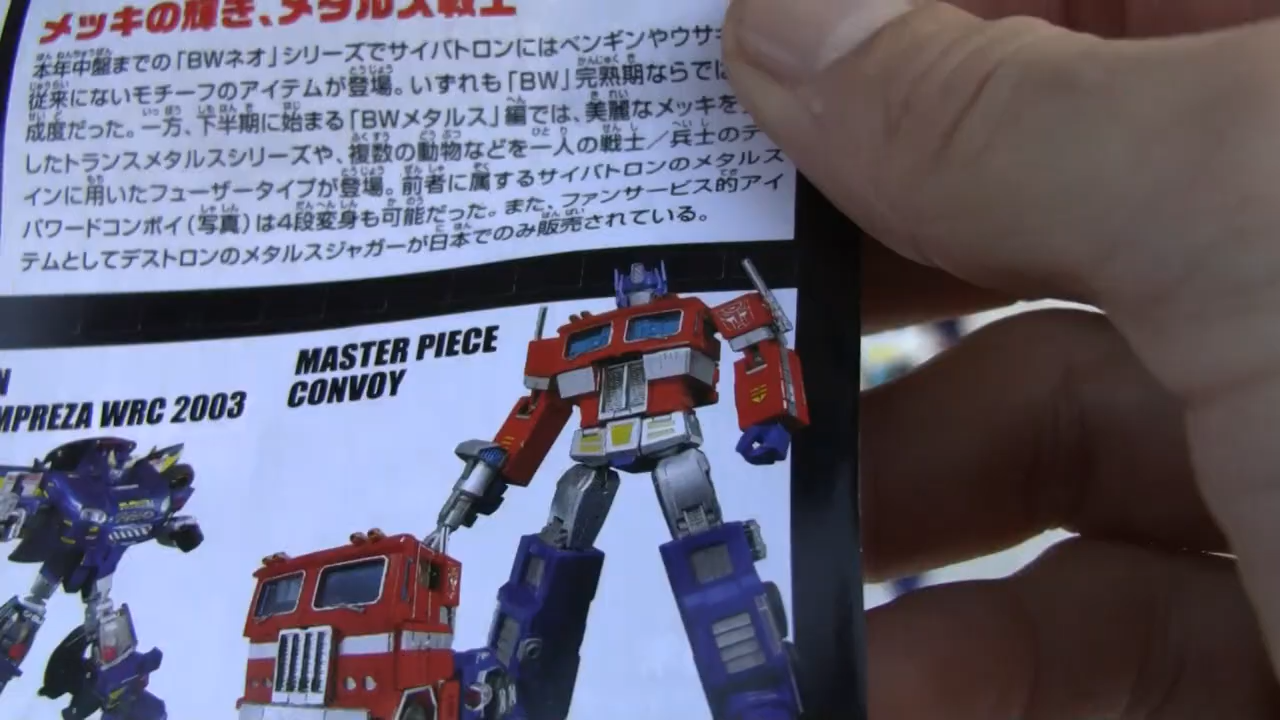 メッキの輝き、メタルス戦士
本年中盤までの「BWネオ」シリーズでサイバトロンにはペンギンやウサ
従来にないモチーフのアイテムが登場。いずれも「BW」完熟期ならでは
成度だった。一方、下半期に始まる「BWメタルス」編では、美麗なメッキを
したトランスメタルスシリーズや、複数の動物などを一人の戦士/兵士のデ
インに用いたフューザータイプが登場。前者に属するサイバトロンのメタルス
パワードコンボイ(写真)は4段変身も可能だった。また、ファンサービス的アイ
テムとしてデストロンのメタルスジャガーが日本でのみ販売されている。
MASTER PIECE
CONVOY
N
MPREZA WRC 2003